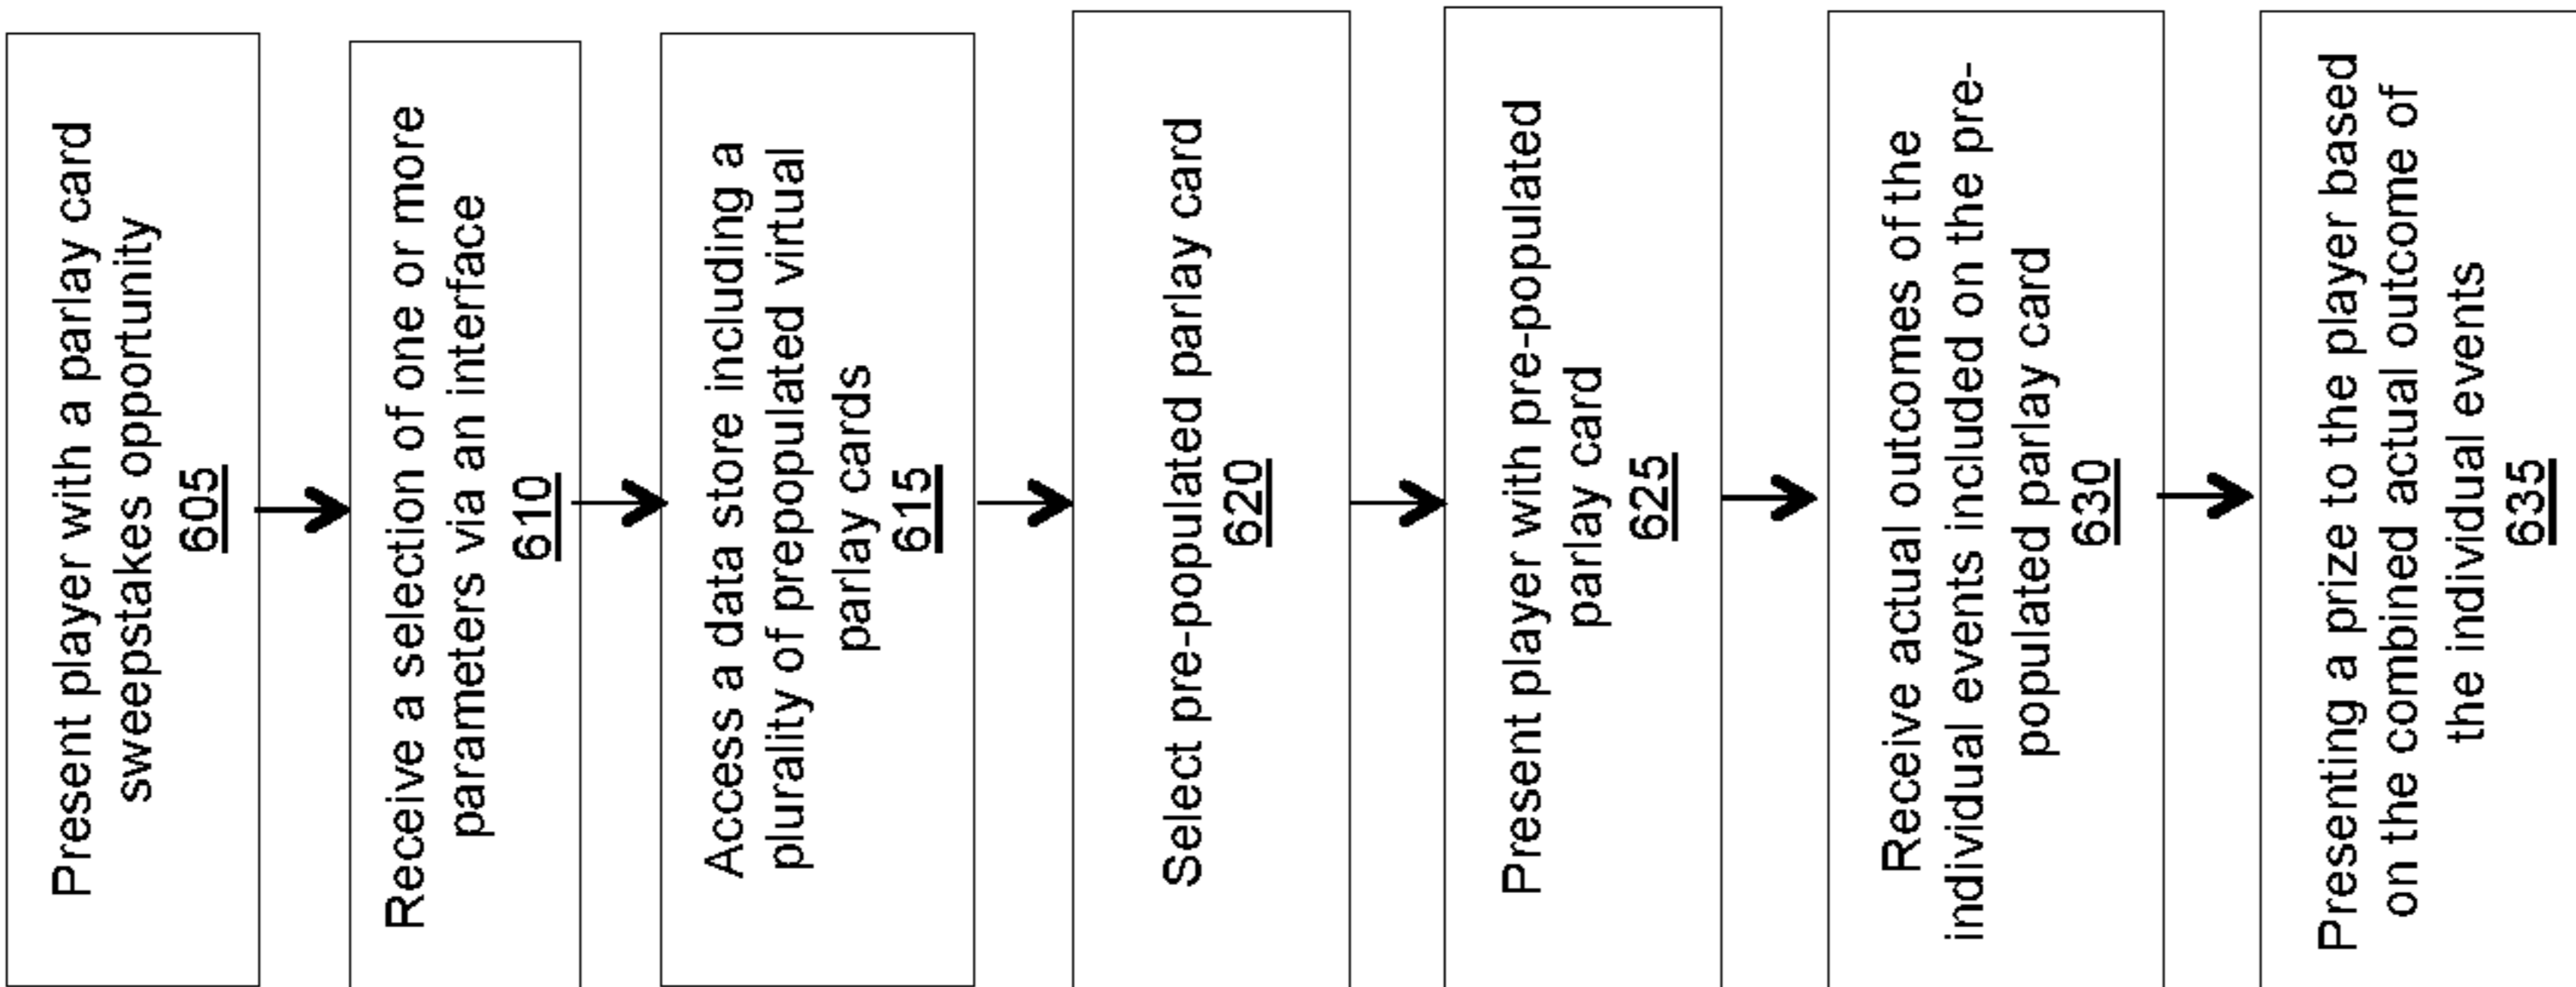 Present player with a parlay card
sweepstakes opportunity
605
Receive a selection of one or more
parameters via an interface
610
Access a data store including a
plurality of prepopulated virtual
parlay cards
615
Select pre-populated parlay card
620
Present player with pre-populated
parlay card
625
Receive actual outcomes of the
individual events included on the pre-
populated parlay card
630
Presenting a prize to the player based
on the combined actual outcome of
the individual events
635